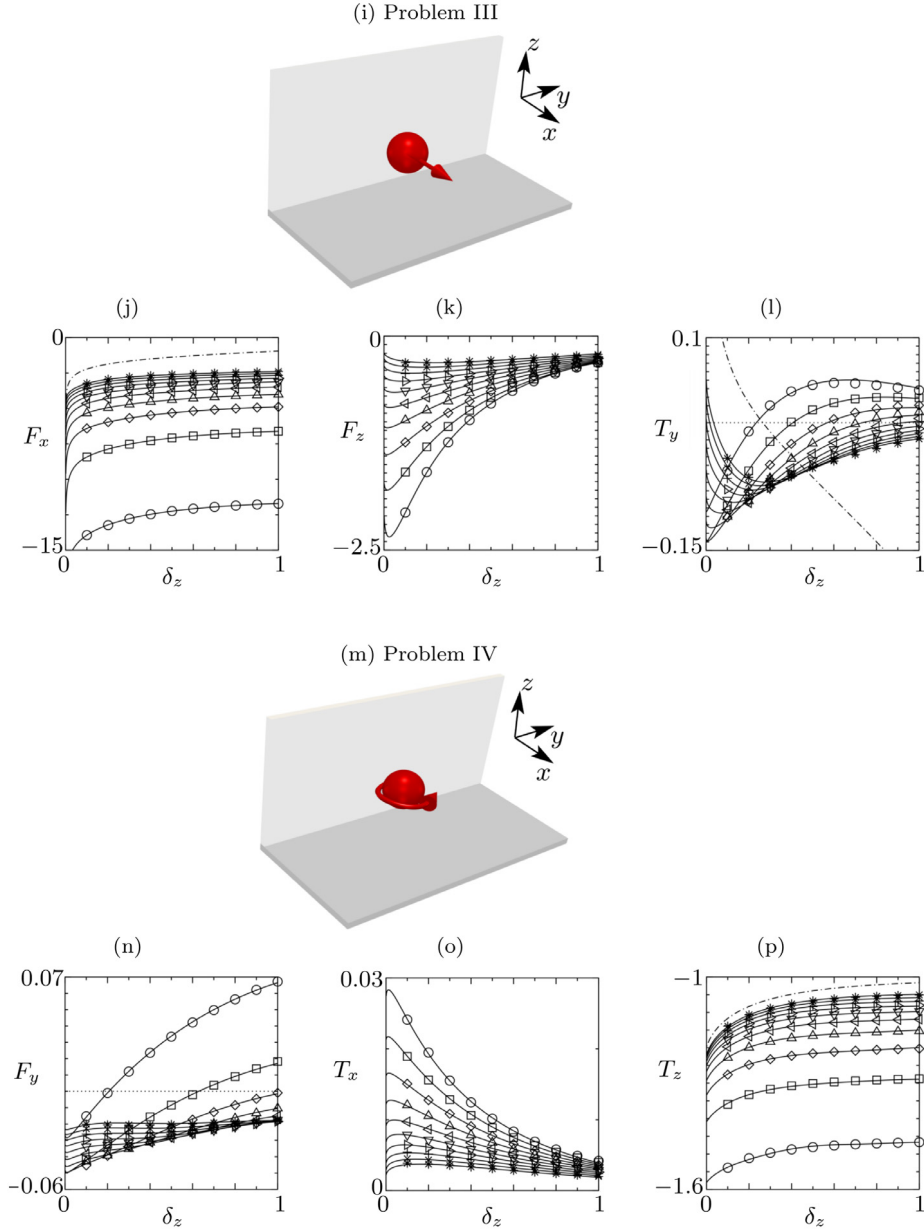 (i) Problem III
z
y
x
(j)
(k)
(l)
0
F_x
−15
0
1
δ_z
0
F_z
−2.5
0
1
δ_z
0.1
T_y
−0.15
0
1
δ_z
(m) Problem IV
z
y
x
(n)
(o)
(p)
0.07
F_y
-0.06
0
1
δ_z
0.03
T_x
0
0
1
δ_z
−1
T_z
−1.6
0
1
δ_z